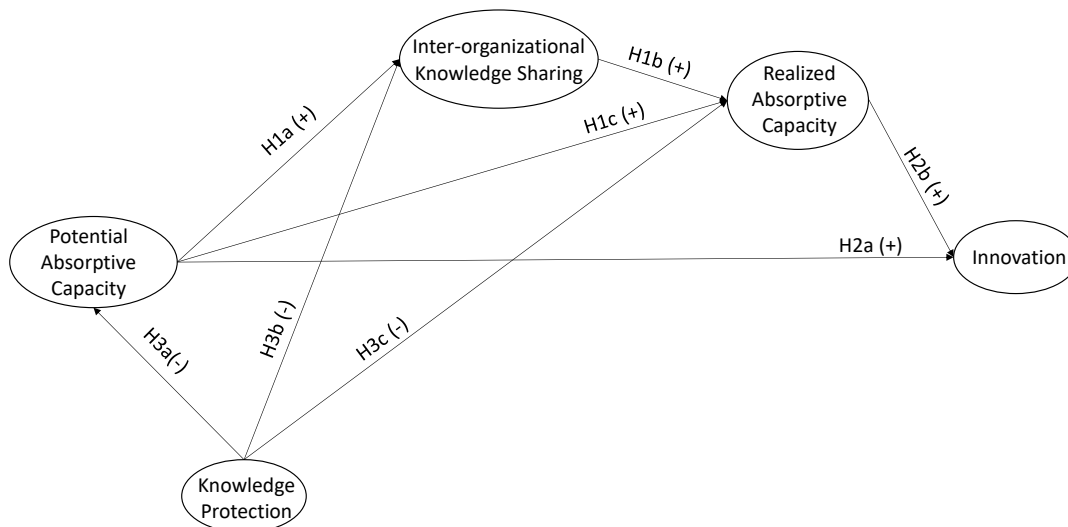 Inter-organizational
Knowledge Sharing
H1b (+)
Realized
Absorptive
Capacity
H1a (+)
H1c (+)
H2b (+)
Potential
Absorptive
Capacity
H2a (+)
Innovation
H3a(-)
H3b (-)
H3c (-)
Knowledge
Protection